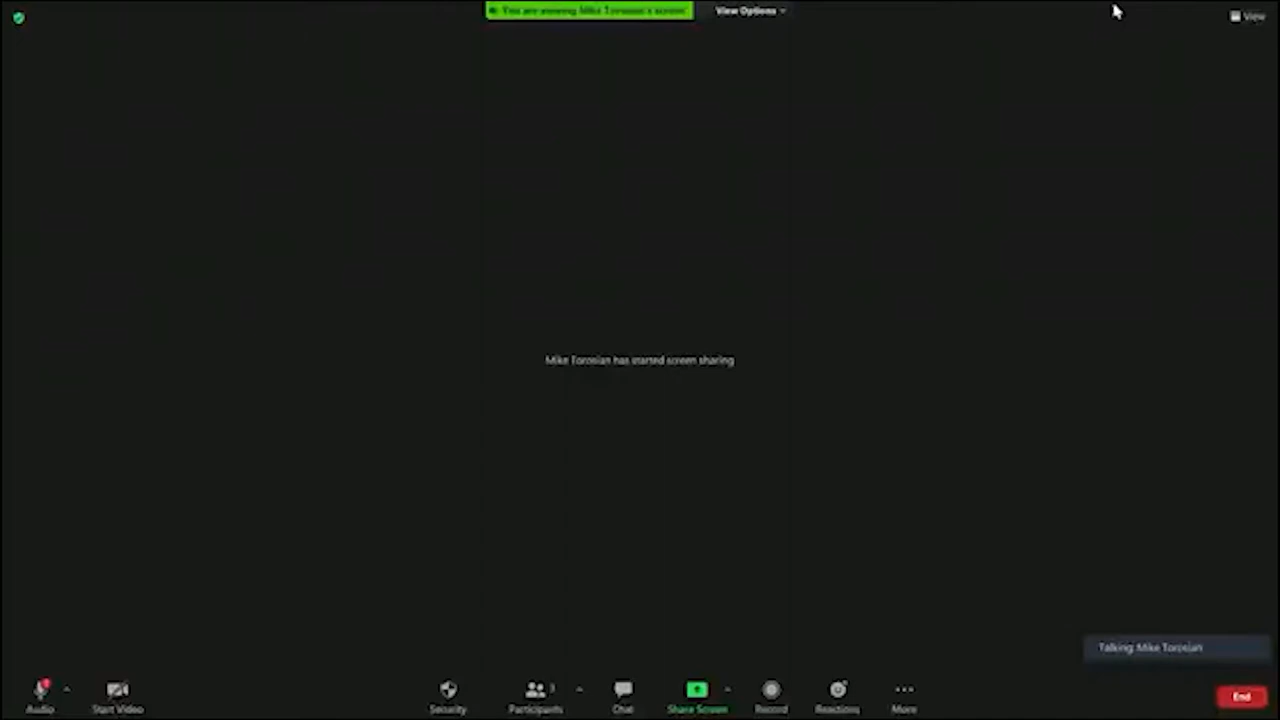 You are viewing Mike Torosian's screen
View Options
View
Mike Torosian has started screen sharing
Talking: Mike Torosian
Audio
Start Video
Security
Participants
Chat
Share Screen
Record
Reactions
More
End